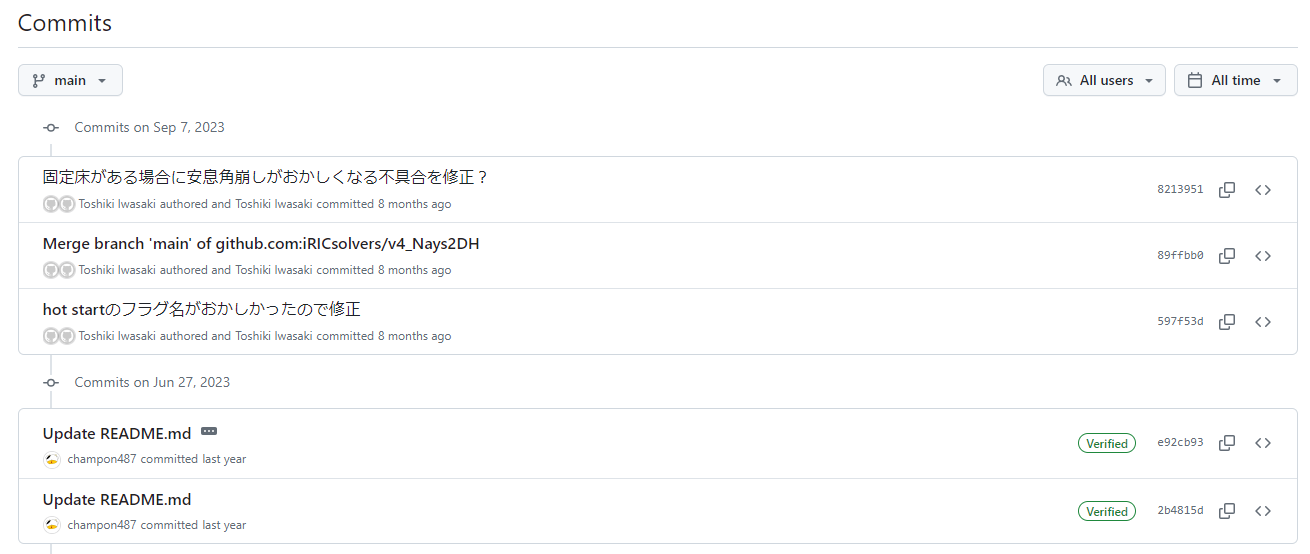 Commits
main
All users
All time
Commits on Sep 7, 2023
固定床がある場合に安息角崩しがおかしくなる不具合を修正？
8213951
Toshiki Iwasaki authored and Toshiki Iwasaki committed 8 months ago
Merge branch 'main' of github.com:iRICsolvers/v4_Nays2DH
89ffbb0
Toshiki Iwasaki authored and Toshiki Iwasaki committed 8 months ago
hot startのフラグ名がおかしかったので修正
597f53d
Toshiki Iwasaki authored and Toshiki Iwasaki committed 8 months ago
Commits on Jun 27, 2023
Update README.md
Verified
e92cb93
champon487 committed last year
Update README.md
Verified
2b4815d
champon487 committed last year